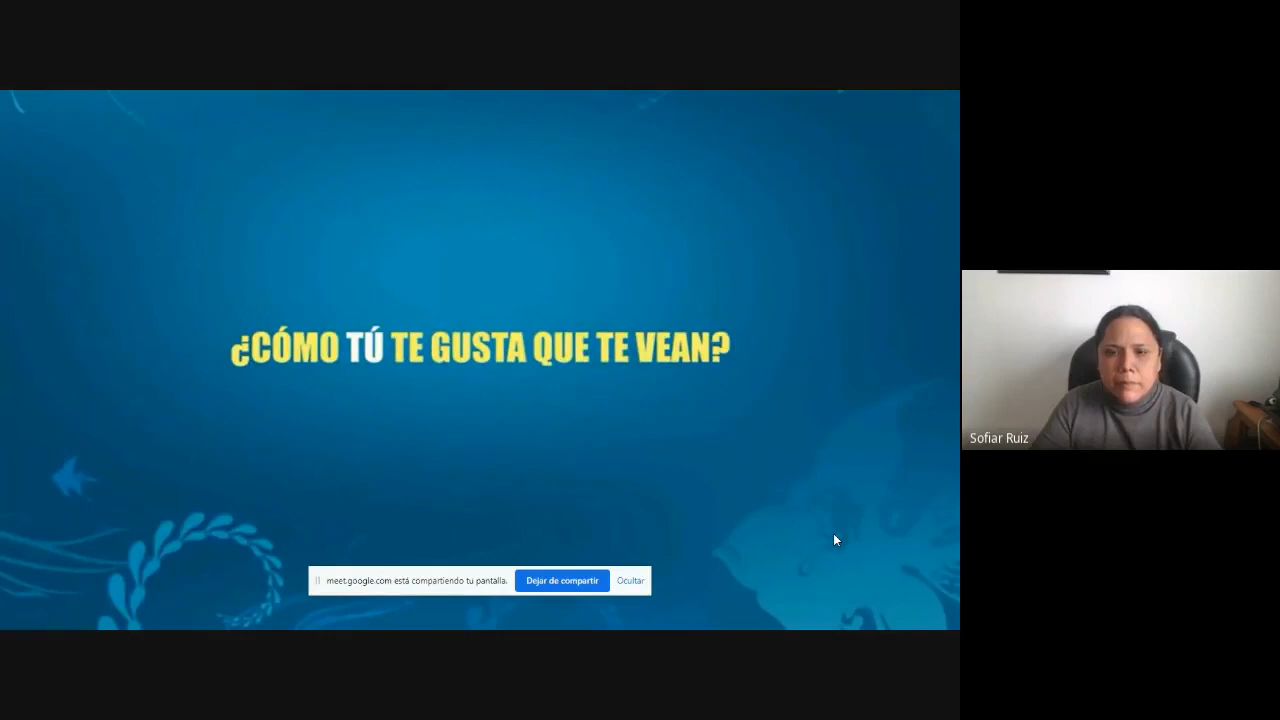 ¿CÓMO TÚ TE GUSTA QUE TE VEAN?
Sofiar Ruiz
meet.google.com está compartiendo tu pantalla. Dejar de compartir Ocultar